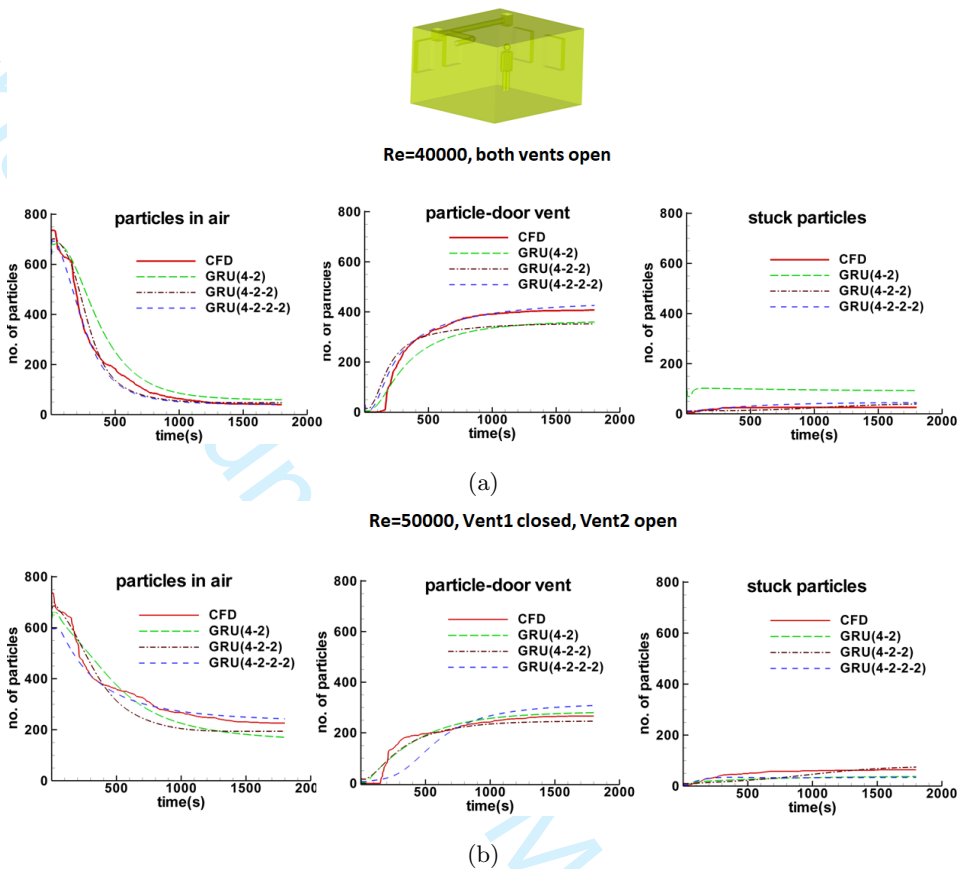 Re=40000, both vents open
particles in air
CFD
GRU(4-2)
GRU(4-2-2)
GRU(4-2-2-2)
no. of particles
800
600
400
200
0
500
1000
1500
2000
time(s)
particle-door vent
CFD
GRU(4-2)
GRU(4-2-2)
GRU(4-2-2-2)
no. of particles
800
600
400
200
0
500
1000
1500
2000
time(s)
stuck particles
CFD
GRU(4-2)
GRU(4-2-2)
GRU(4-2-2-2)
no. of particles
800
600
400
200
0
500
1000
1500
2000
time(s)
(a)
Re=50000, Vent1 closed, Vent2 open
particles in air
CFD
GRU(4-2)
GRU(4-2-2)
GRU(4-2-2-2)
no. of particles
800
600
400
200
0
500
1000
1500
200
time(s)
particle-door vent
CFD
GRU(4-2)
GRU(4-2-2)
GRU(4-2-2-2)
no. of particles
800
600
400
200
0
500
1000
1500
2000
time(s)
stuck particles
CFD
GRU(4-2)
GRU(4-2-2)
GRU(4-2-2-2)
no. of particles
800
600
400
200
0
500
1000
1500
2000
time(s)
(b)